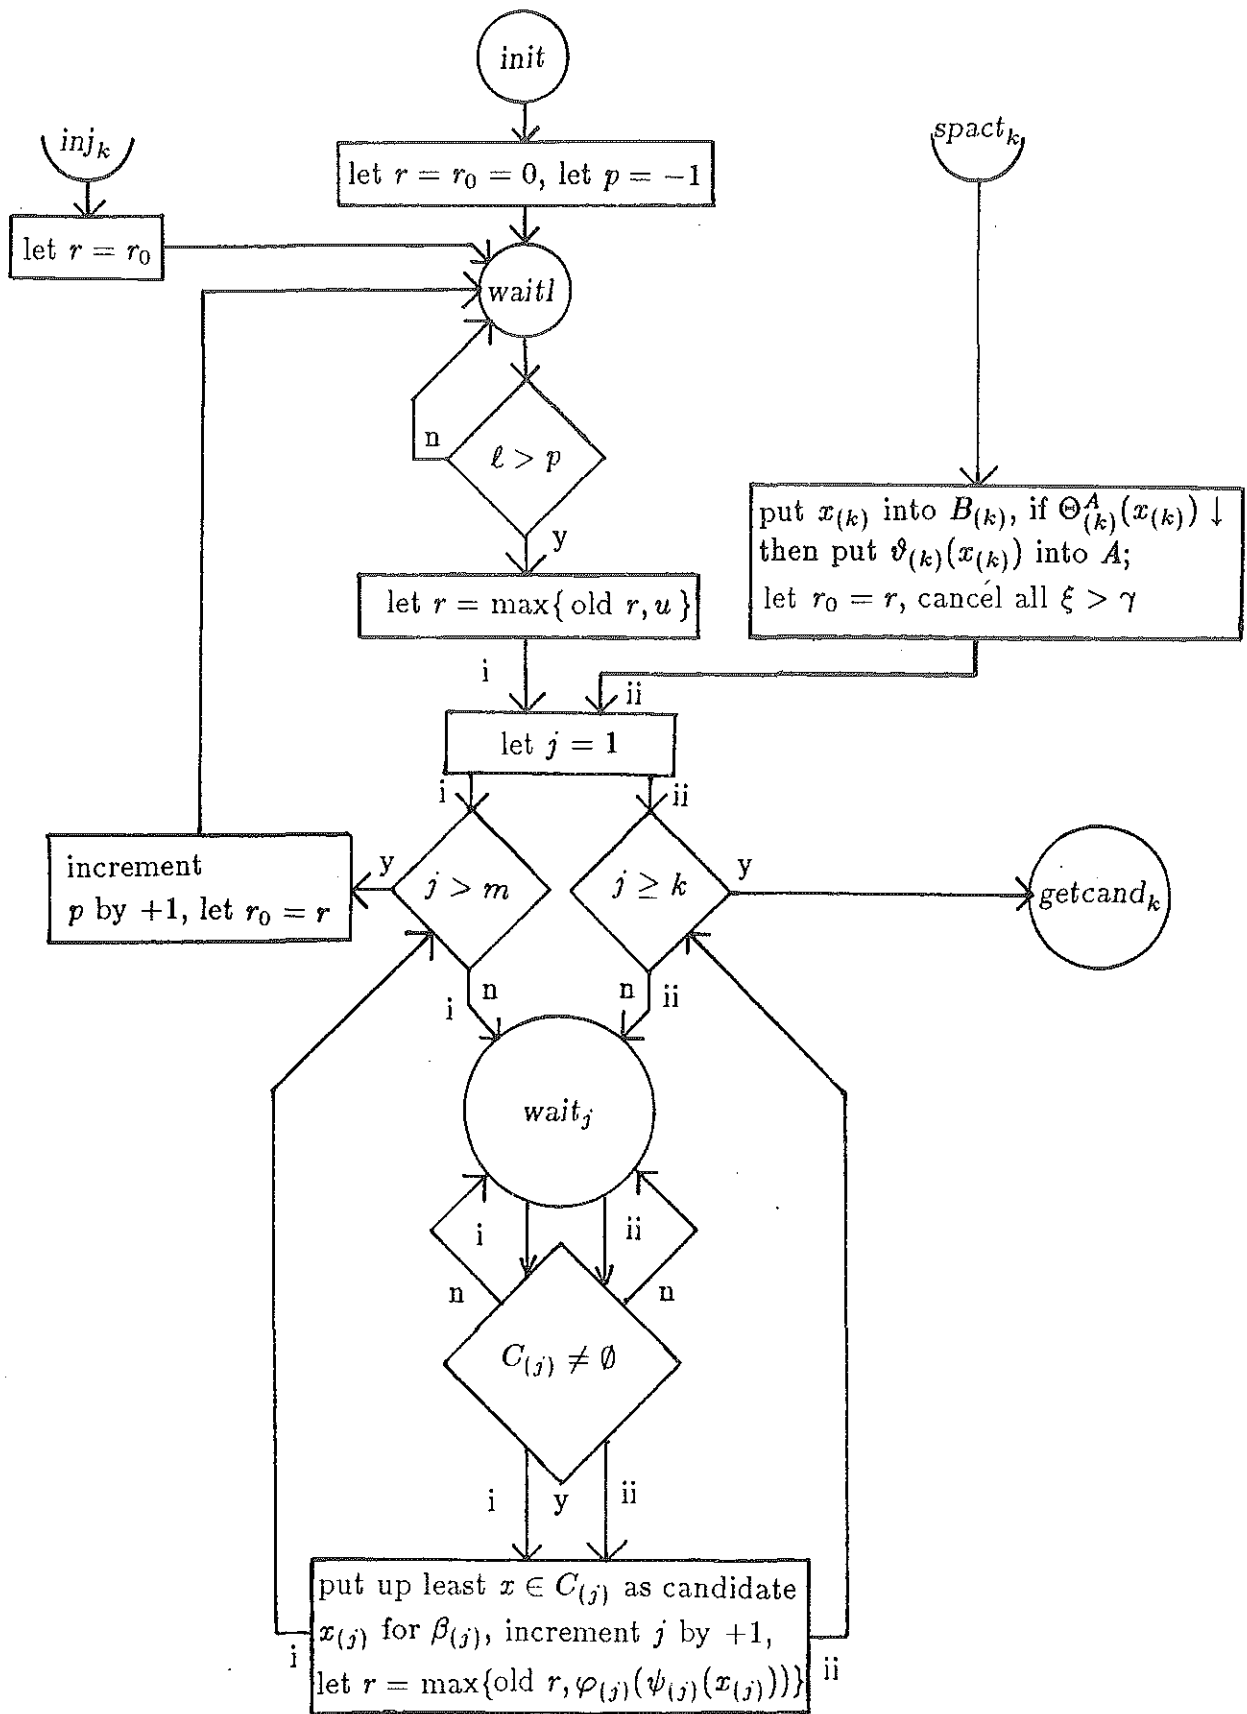 init
inj_k
spact_k
let r = r_0 = 0, let p = −1
let r = r_0
waitl
n
ℓ > p
y
put x_(k) into B_(k), if Θ^A_(k)(x_(k)) ↓
then put ϑ_(k)(x_(k)) into A;
let r_0 = r, cancel all ξ > γ
let r = max{old r, u}
i
ii
let j = 1
i
ii
increment
p by +1, let r_0 = r
y
j > m
j ≥ k
y
getcand_k
n
n
i
ii
wait_j
i
ii
n
n
C_(j) ≠ ∅
i
y
ii
put up least x ∈ C_(j) as candidate
x_(j) for β_(j), increment j by +1,
let r = max{old r, φ_(j)(ψ_(j)(x_(j)))}
i
ii